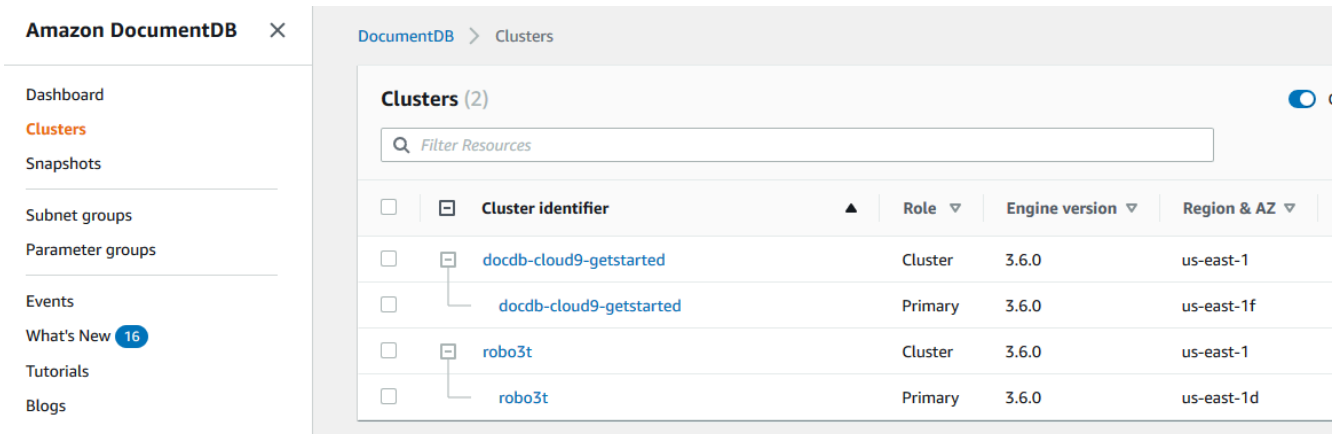 Amazon DocumentDB
Dashboard
Clusters
Snapshots
Subnet groups
Parameter groups
Events
What's New 16
Tutorials
Blogs
DocumentDB > Clusters
Clusters (2)
Filter Resources
Cluster identifier Role Engine version Region & AZ
docdb-cloud9-getstarted Cluster 3.6.0 us-east-1
docdb-cloud9-getstarted Primary 3.6.0 us-east-1f
robo3t Cluster 3.6.0 us-east-1
robo3t Primary 3.6.0 us-east-1d